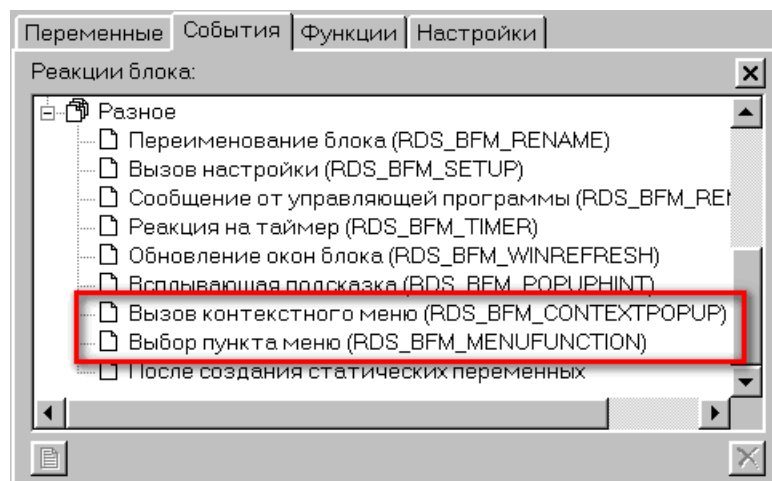 Переменные События Функции Настройки
Реакции блока:
Разное
Переименование блока (RDS_BFM_RENAME)
Вызов настройки (RDS_BFM_SETUP)
Сообщение от управляющей программы (RDS_BFM_REM
Реакция на таймер (RDS_BFM_TIMER)
Обновление окон блока (RDS_BFM_WINREFRESH)
Всплывающая подсказка (RDS_BFM_POPUPHINT)
Вызов контекстного меню (RDS_BFM_CONTEXTPOPUP)
Выбор пункта меню (RDS_BFM_MENUFUNCTION)
После создания статических переменных